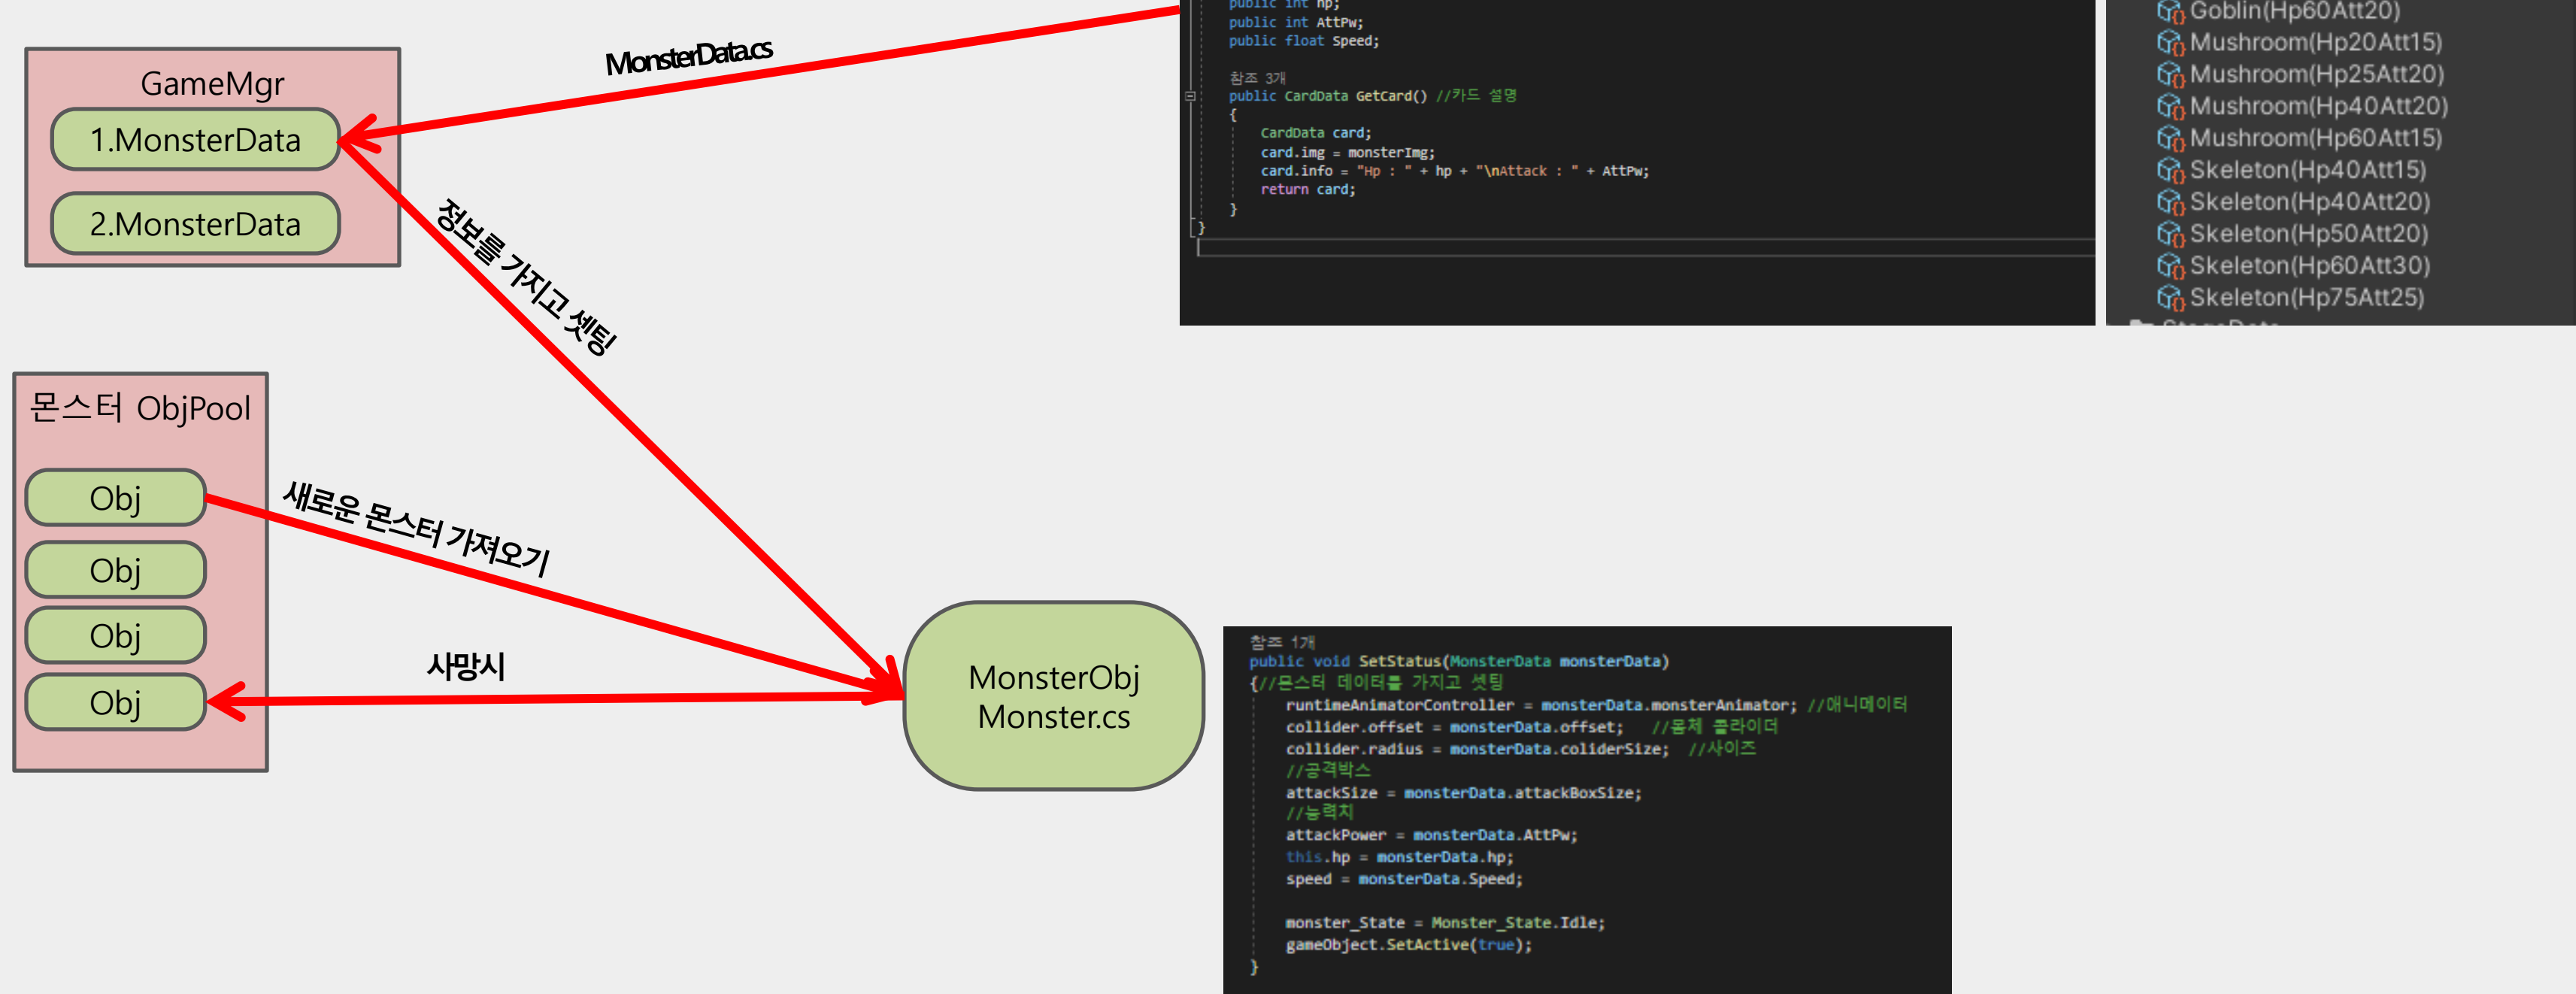 GameMgr
1.MonsterData
2.MonsterData
MonsterData.cs
정보를 가지고 셋팅
몬스터 ObjPool
Obj
Obj
Obj
Obj
새로운 몬스터 가져오기
사망시
MonsterObj
Monster.cs
public int hp;
public int AttPw;
public float Speed;
참조 3개
public CardData GetCard() //카드 설명
{
CardData card;
card.img = monsterImg;
card.info = "Hp : " + hp + "\nAttack : " + AttPw;
return card;
}
}
Goblin(Hp60Att20)
Mushroom(Hp20Att15)
Mushroom(Hp25Att20)
Mushroom(Hp40Att20)
Mushroom(Hp60Att15)
Skeleton(Hp40Att15)
Skeleton(Hp40Att20)
Skeleton(Hp50Att20)
Skeleton(Hp60Att30)
Skeleton(Hp75Att25)
참조 1개
public void SetStatus(MonsterData monsterData)
{//몬스터 데이터를 가지고 셋팅
runtimeAnimatorController = monsterData.monsterAnimator; //애니메이터
collider.offset = monsterData.offset; //몸체 콜라이더
collider.radius = monsterData.coliderSize; //사이즈
//공격박스
attackSize = monsterData.attackBoxSize;
//능력치
attackPower = monsterData.AttPw;
this.hp = monsterData.hp;
speed = monsterData.Speed;
monster_State = Monster_State.Idle;
gameObject.SetActive(true);
}